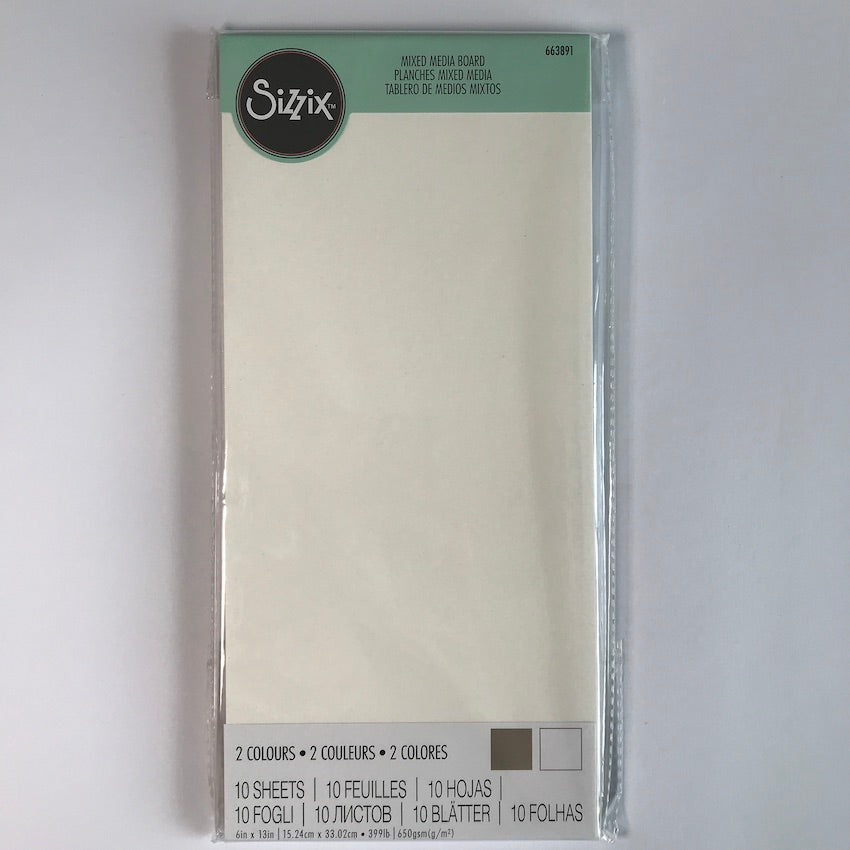 663891
Sizzix™
MIXED MEDIA BOARD
PLANCHES MIXED MEDIA
TABLERO DE MEDIOS MIXTOS
2 COLOURS • 2 COULEURS • 2 COLORES
10 SHEETS | 10 FEUILLES | 10 HOJAS |
10 FOGLI | 10 ЛИСТОВ | 10 BLÄTTER | 10 FOLHAS
6in x 13in | 15.24cm x 33.02cm • 399lb | 650gsm(g/m²)